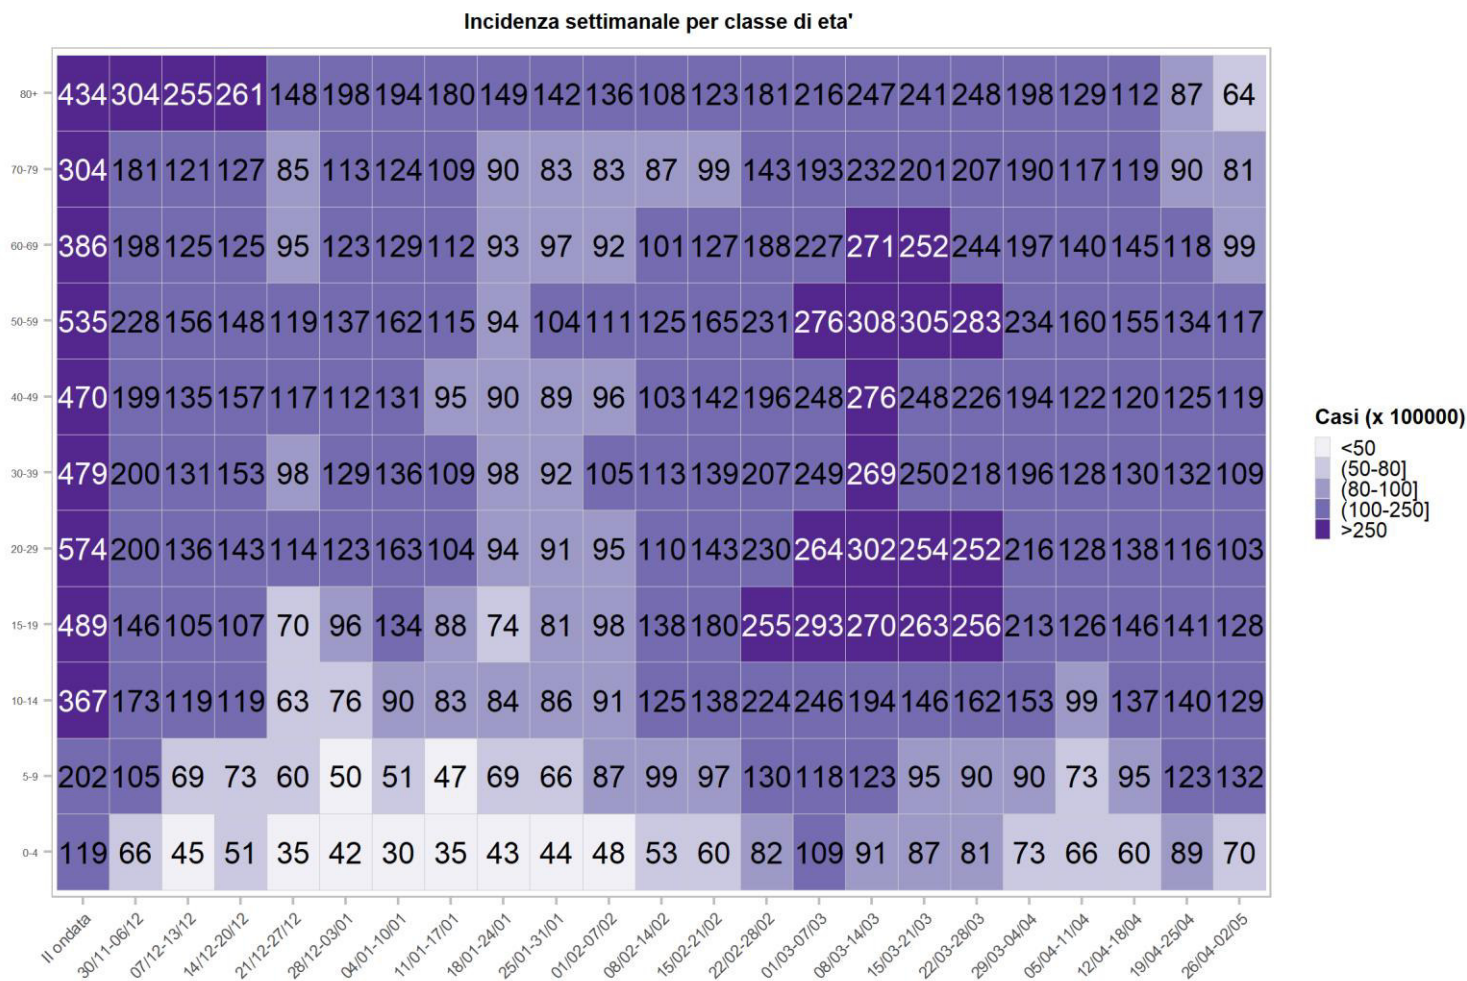 Incidenza settimanale per classe di eta'
80+ 434 304 255 261 148 198 194 180 149 142 136 108 123 181 216 247 241 248 198 129 112 87 64
70-79 304 181 121 127 85 113 124 109 90 83 83 87 99 143 193 232 201 207 190 117 119 90 81
60-69 386 198 125 125 95 123 129 112 93 97 92 101 127 188 227 271 252 244 197 140 145 118 99
50-59 535 228 156 148 119 137 162 115 94 104 111 125 165 231 276 308 305 283 234 160 155 134 117
40-49 470 199 135 157 117 112 131 95 90 89 96 103 142 196 248 276 248 226 194 122 120 125 119
30-39 479 200 131 153 98 129 136 109 98 92 105 113 139 207 249 269 250 218 196 128 130 132 109
20-29 574 200 136 143 114 123 163 104 94 91 95 110 143 230 264 302 254 252 216 128 138 116 103
15-19 489 146 105 107 70 96 134 88 74 81 98 138 180 255 293 270 263 256 213 126 146 141 128
10-14 367 173 119 119 63 76 90 83 84 86 91 125 138 224 246 194 146 162 153 99 137 140 129
5-9 202 105 69 73 60 50 51 47 69 66 87 99 97 130 118 123 95 90 90 73 95 123 132
0-4 119 66 45 51 35 42 30 35 43 44 48 53 60 82 109 91 87 81 73 66 60 89 70
II ondata 30/11-06/12 07/12-13/12 14/12-20/12 21/12-27/12 28/12-03/01 04/01-10/01 11/01-17/01 18/01-24/01 25/01-31/01 01/02-07/02 08/02-14/02 15/02-21/02 22/02-28/02 01/03-07/03 08/03-14/03 15/03-21/03 22/03-28/03 29/03-04/04 05/04-11/04 12/04-18/04 19/04-25/04 26/04-02/05
Casi (x 100000)
<50
(50-80]
(80-100]
(100-250]
>250